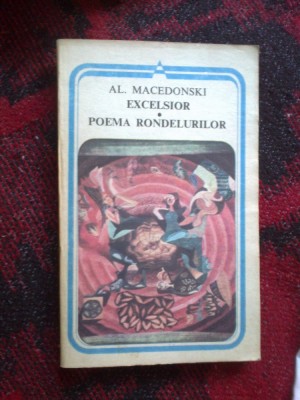 AL. MACEDONSKI
EXCELSIOR
•
POEMA RONDELURILOR